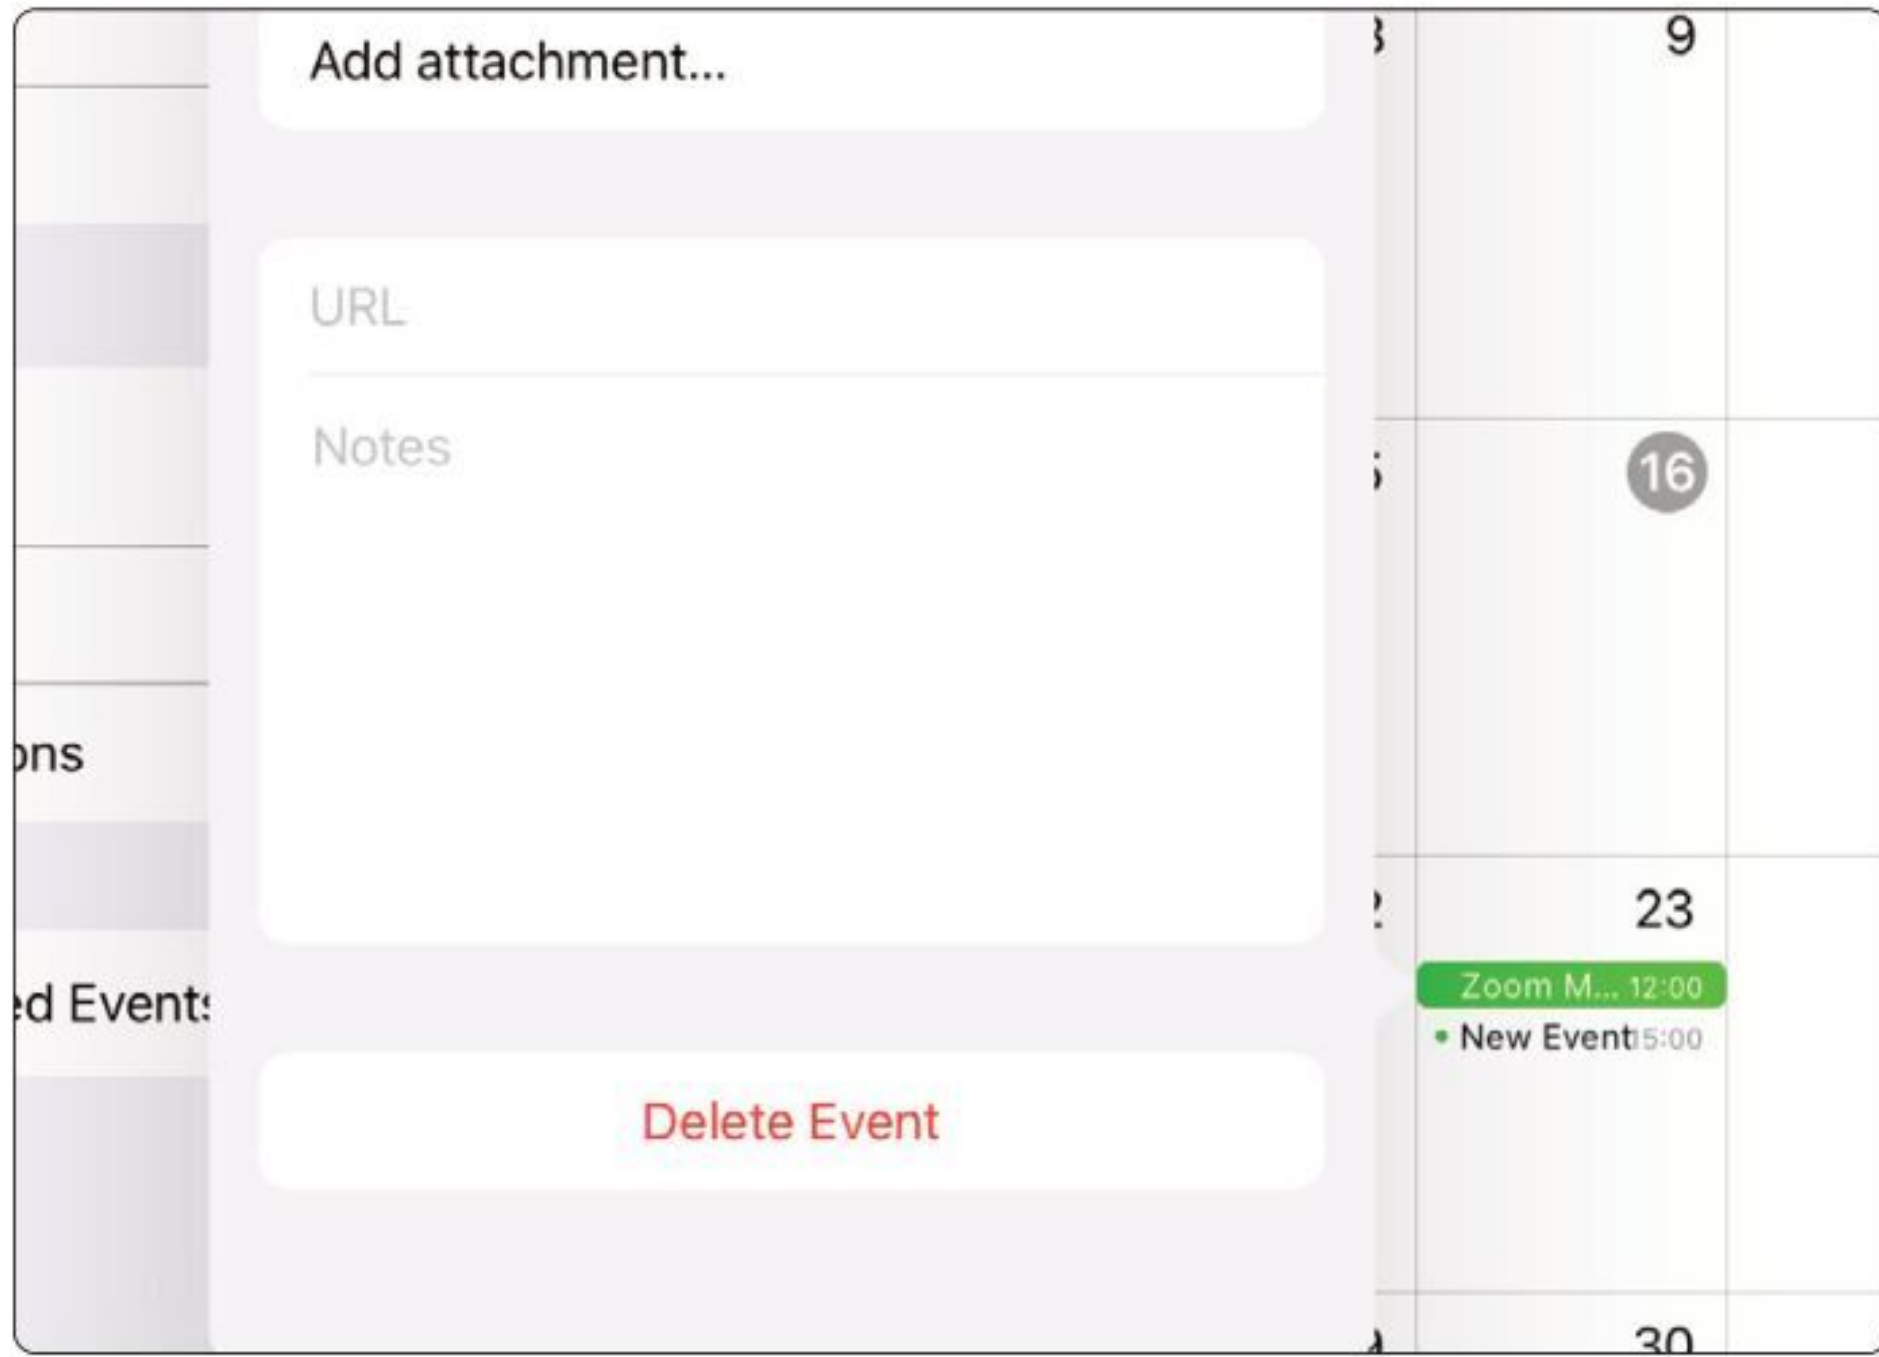 Add attachment...
URL
Notes
Delete Event
ons
ed Events
9
16
23
Zoom M... 12:00
New Event 15:00
30